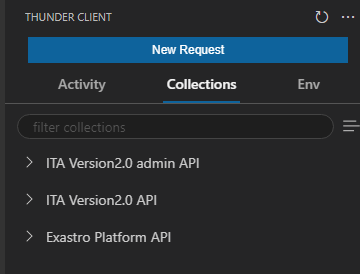 THUNDER CLIENT
New Request
Activity Collections Env
filter collections
ITA Version2.0 admin API
ITA Version2.0 API
Exastro Platform API